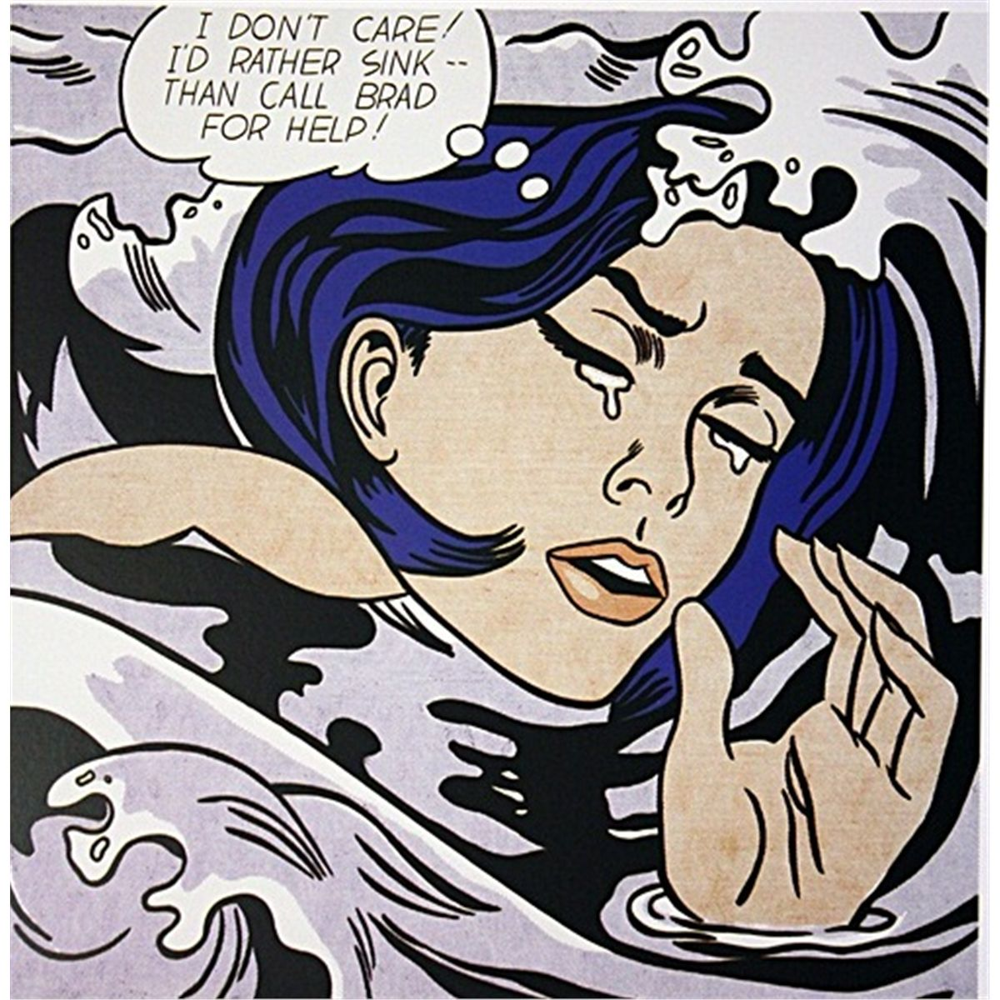 I DON'T CARE!
I'D RATHER SINK --
THAN CALL BRAD
FOR HELP!